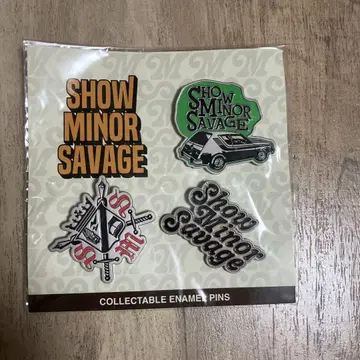 SHOW
MINOR
SAVAGE
SHOW
MINOR
SAVAGE
S
M
S
Show
Minor
Savage
COLLECTABLE ENAMEL PINS